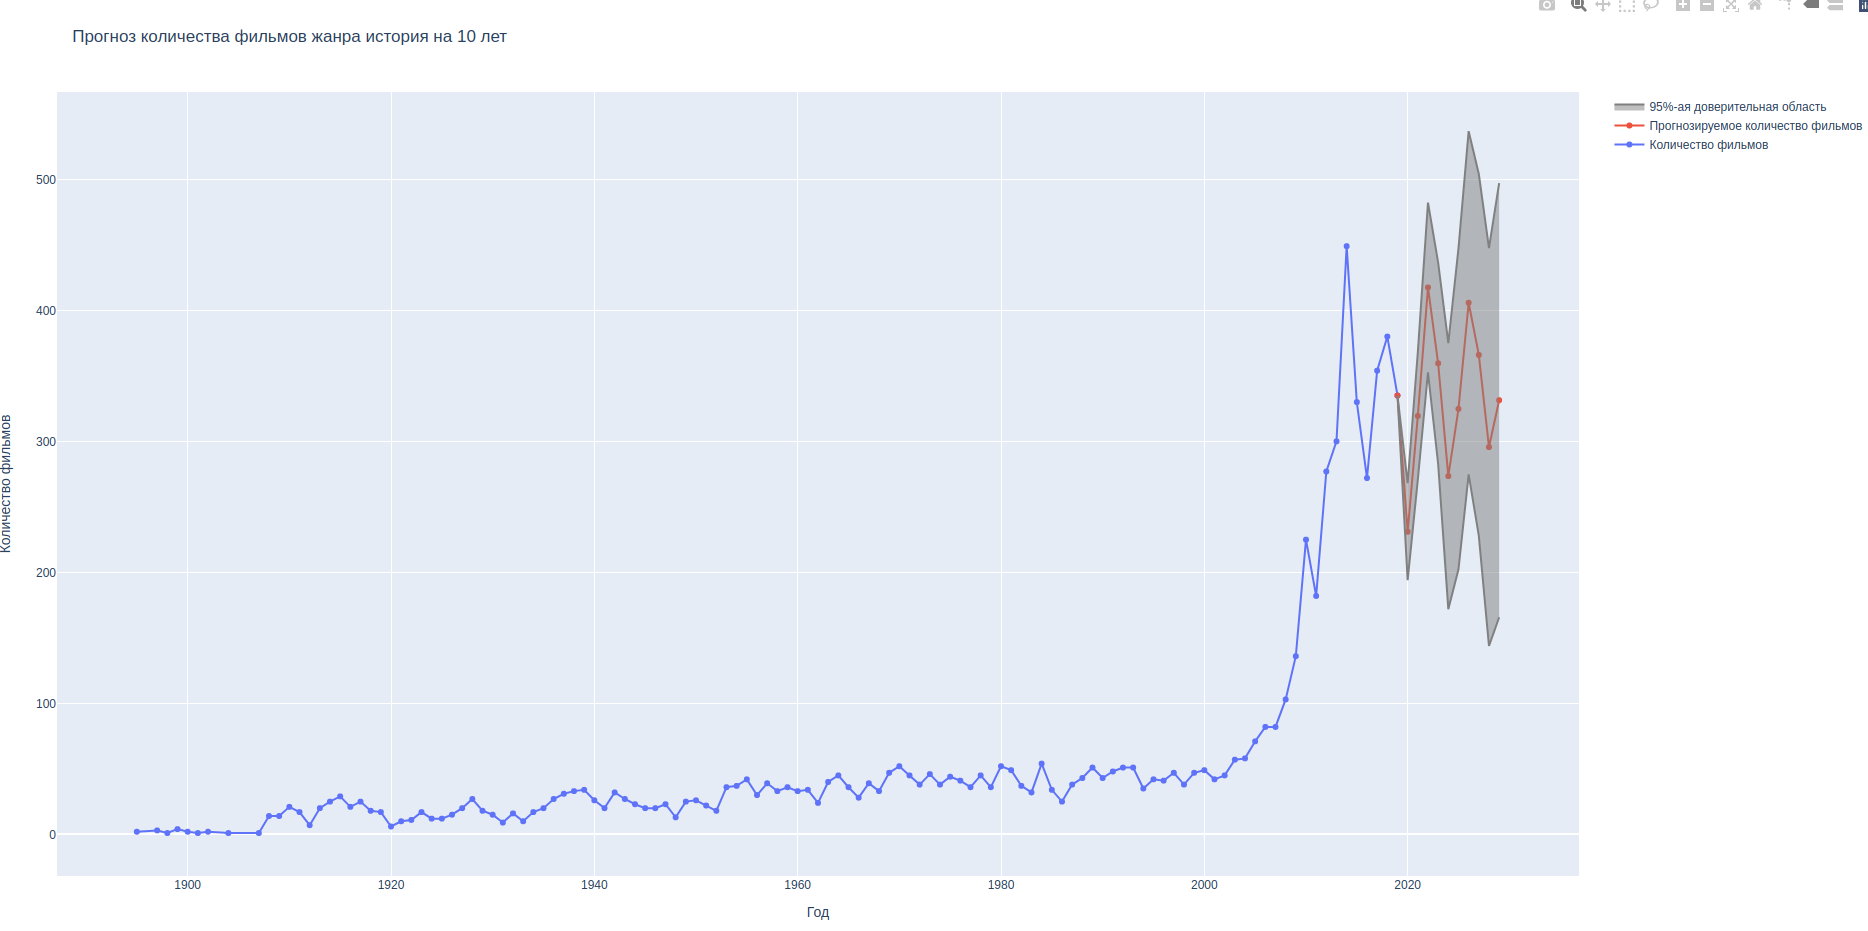 Прогноз количества фильмов жанра история на 10 лет
95%-ая доверительная область
Прогнозируемое количество фильмов
Количество фильмов
500
400
300
200
100
0
Количество фильмов
1900
1920
1940
1960
1980
2000
2020
Год